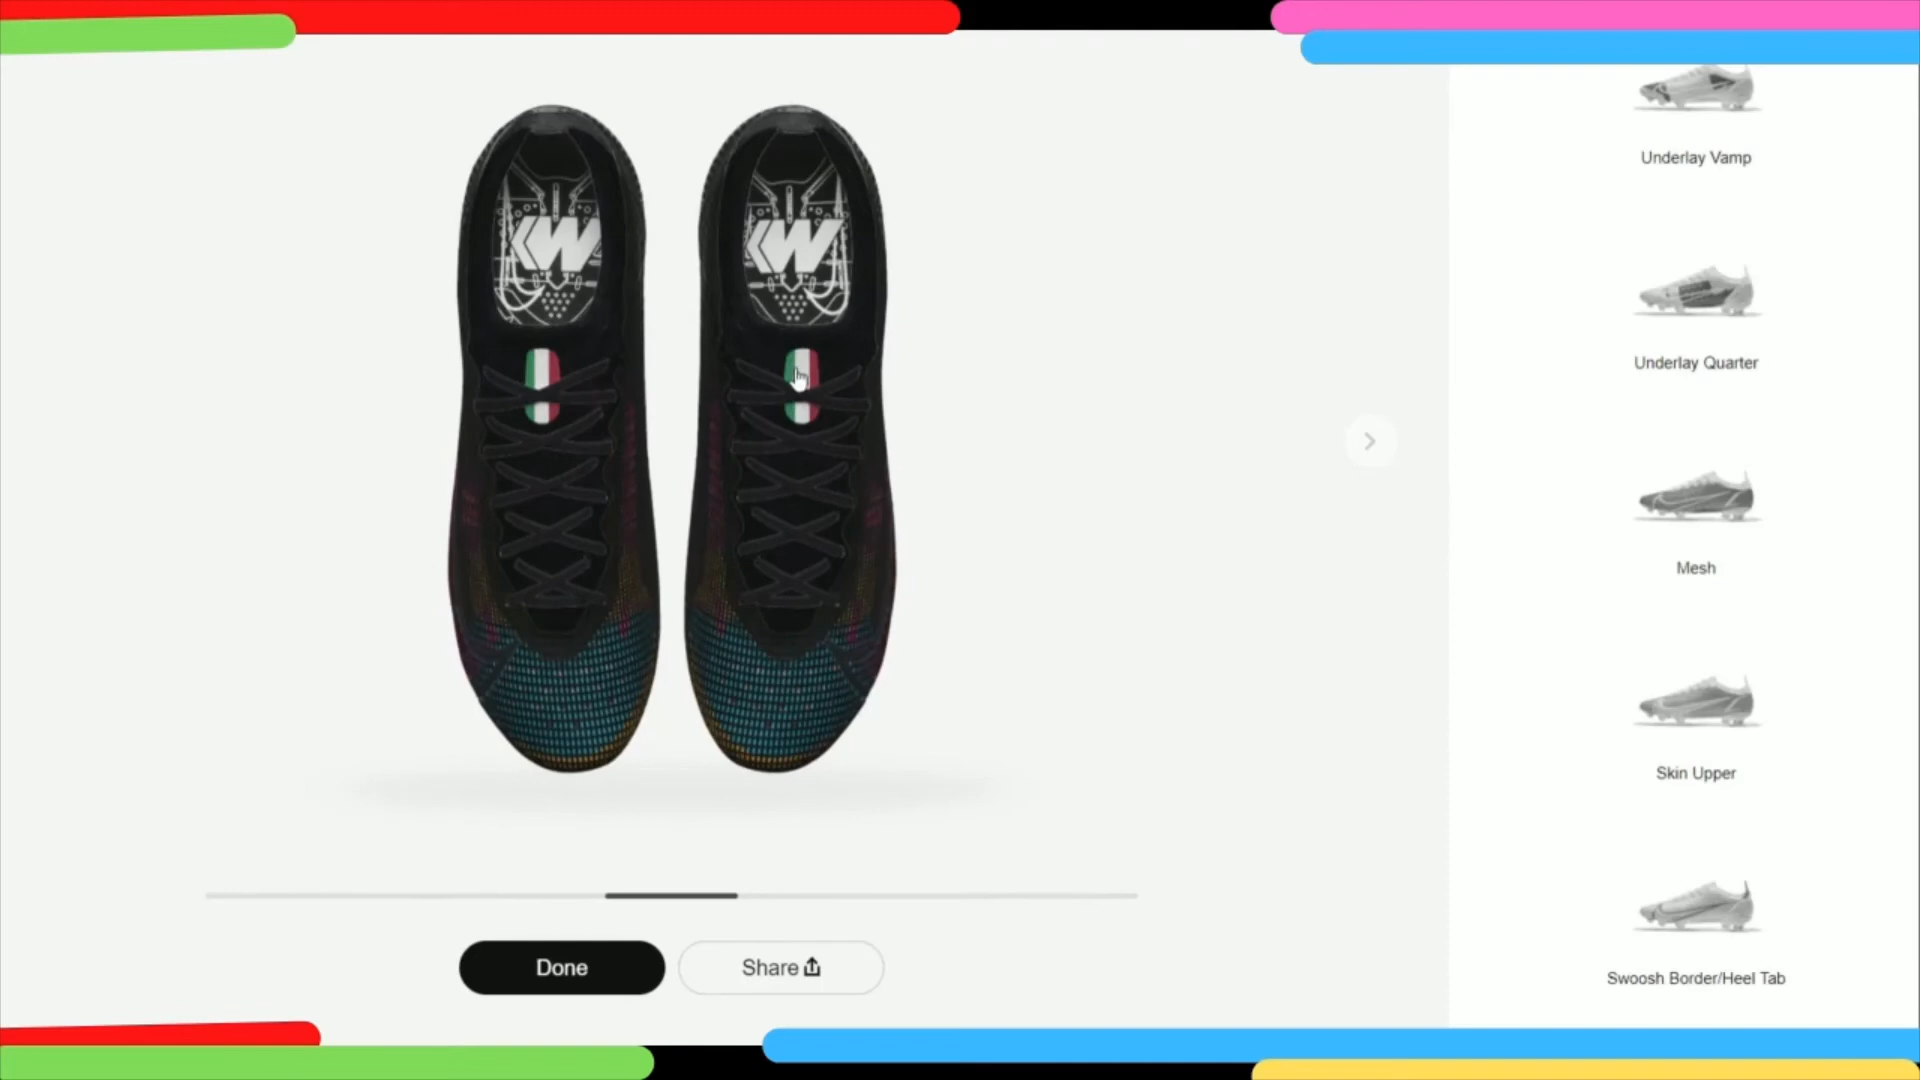 Underlay Vamp
Underlay Quarter
Mesh
Skin Upper
Swoosh Border/Heel Tab
Done
Share